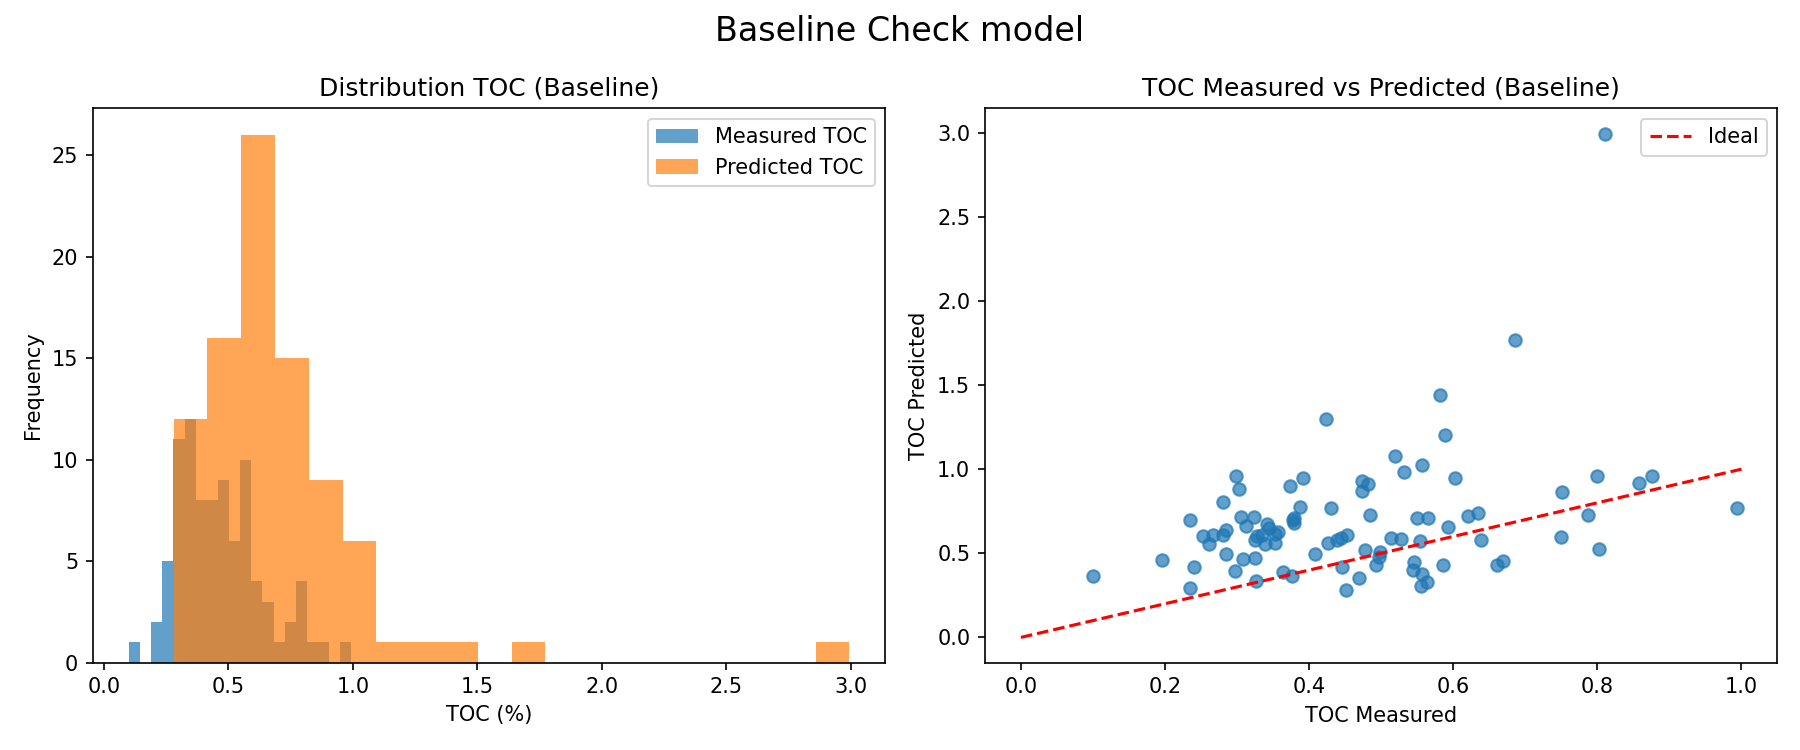 Baseline Check model
Distribution TOC (Baseline)
Measured TOC
Predicted TOC
Frequency
25
20
15
10
5
0
0.0 0.5 1.0 1.5 2.0 2.5 3.0
TOC (%)
TOC Measured vs Predicted (Baseline)
Ideal
TOC Predicted
3.0
2.5
2.0
1.5
1.0
0.5
0.0
0.0 0.2 0.4 0.6 0.8 1.0
TOC Measured